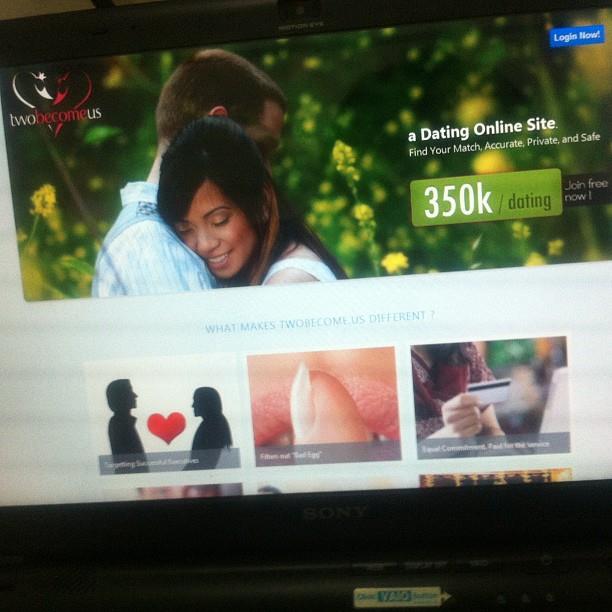 MOTION EYE
Login Now!
twobecomeus
a Dating Online Site.
Find Your Match, Accurate, Private, and Safe
350k / dating
Join free now !
WHAT MAKES TWOBECOME.US DIFFERENT ?
Targetting Successful Executives
Filters out "Bad Egg"
Equal Commitment. Paid for the service
SONY
VAIO